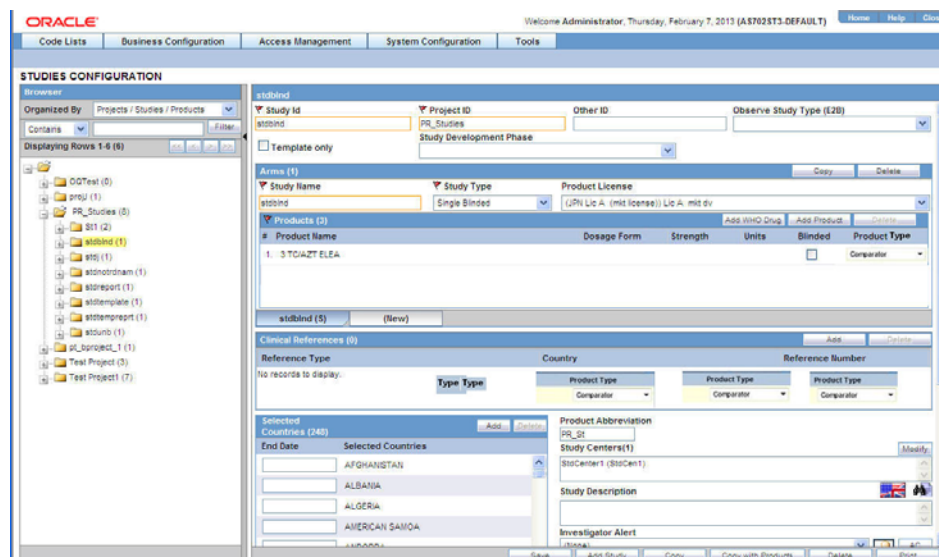 ORACLE
Welcome Administrator, Thursday, February 7, 2013 (AS702ST3-DEFAULT)
Home Help Clos
Code Lists Business Configuration Access Management System Configuration Tools
STUDIES CONFIGURATION
Browser
Organized By Projects / Studies / Products
Contains Filter
Displaying Rows 1-6 (6)
OQTest (0)
projJ (1)
PR_Studies (8)
St1 (2)
stdblnd (1)
stdj (1)
stdnotrdnam (1)
stdreport (1)
stdtemplate (1)
stdtempreprt (1)
stdunb (1)
pt_bproject_1 (1)
Test Project (3)
Test Project1 (7)
stdblnd
Study Id Project ID Other ID Observe Study Type (E2B)
stdblnd PR_Studies
Template only Study Development Phase
Arms (1) Copy Delete
Study Name Study Type Product License
stdblnd Single Blinded (JPN Lic A (mkt license)) Lic A mkt dv
Products (3) Add WHO Drug Add Product Delete
# Product Name Dosage Form Strength Units Blinded Product Type
1. 3 TC/AZT ELEA Comparator
stdblnd (S) (New)
Clinical References (0) Add Delete
Reference Type Country Reference Number
No records to display.
Type Type
Product Type Product Type Product Type
Comparator Comparator Comparator
Selected Countries (248) Add Delete
End Date Selected Countries
AFGHANISTAN
ALBANIA
ALGERIA
AMERICAN SAMOA
ANDORRA
Product Abbreviation
PR_St
Study Centers(1) Modify
StdCenter1 (StdCen1)
Study Description
Investigator Alert
(None) AC
Save Add Study Copy Copy with Products Delete Print